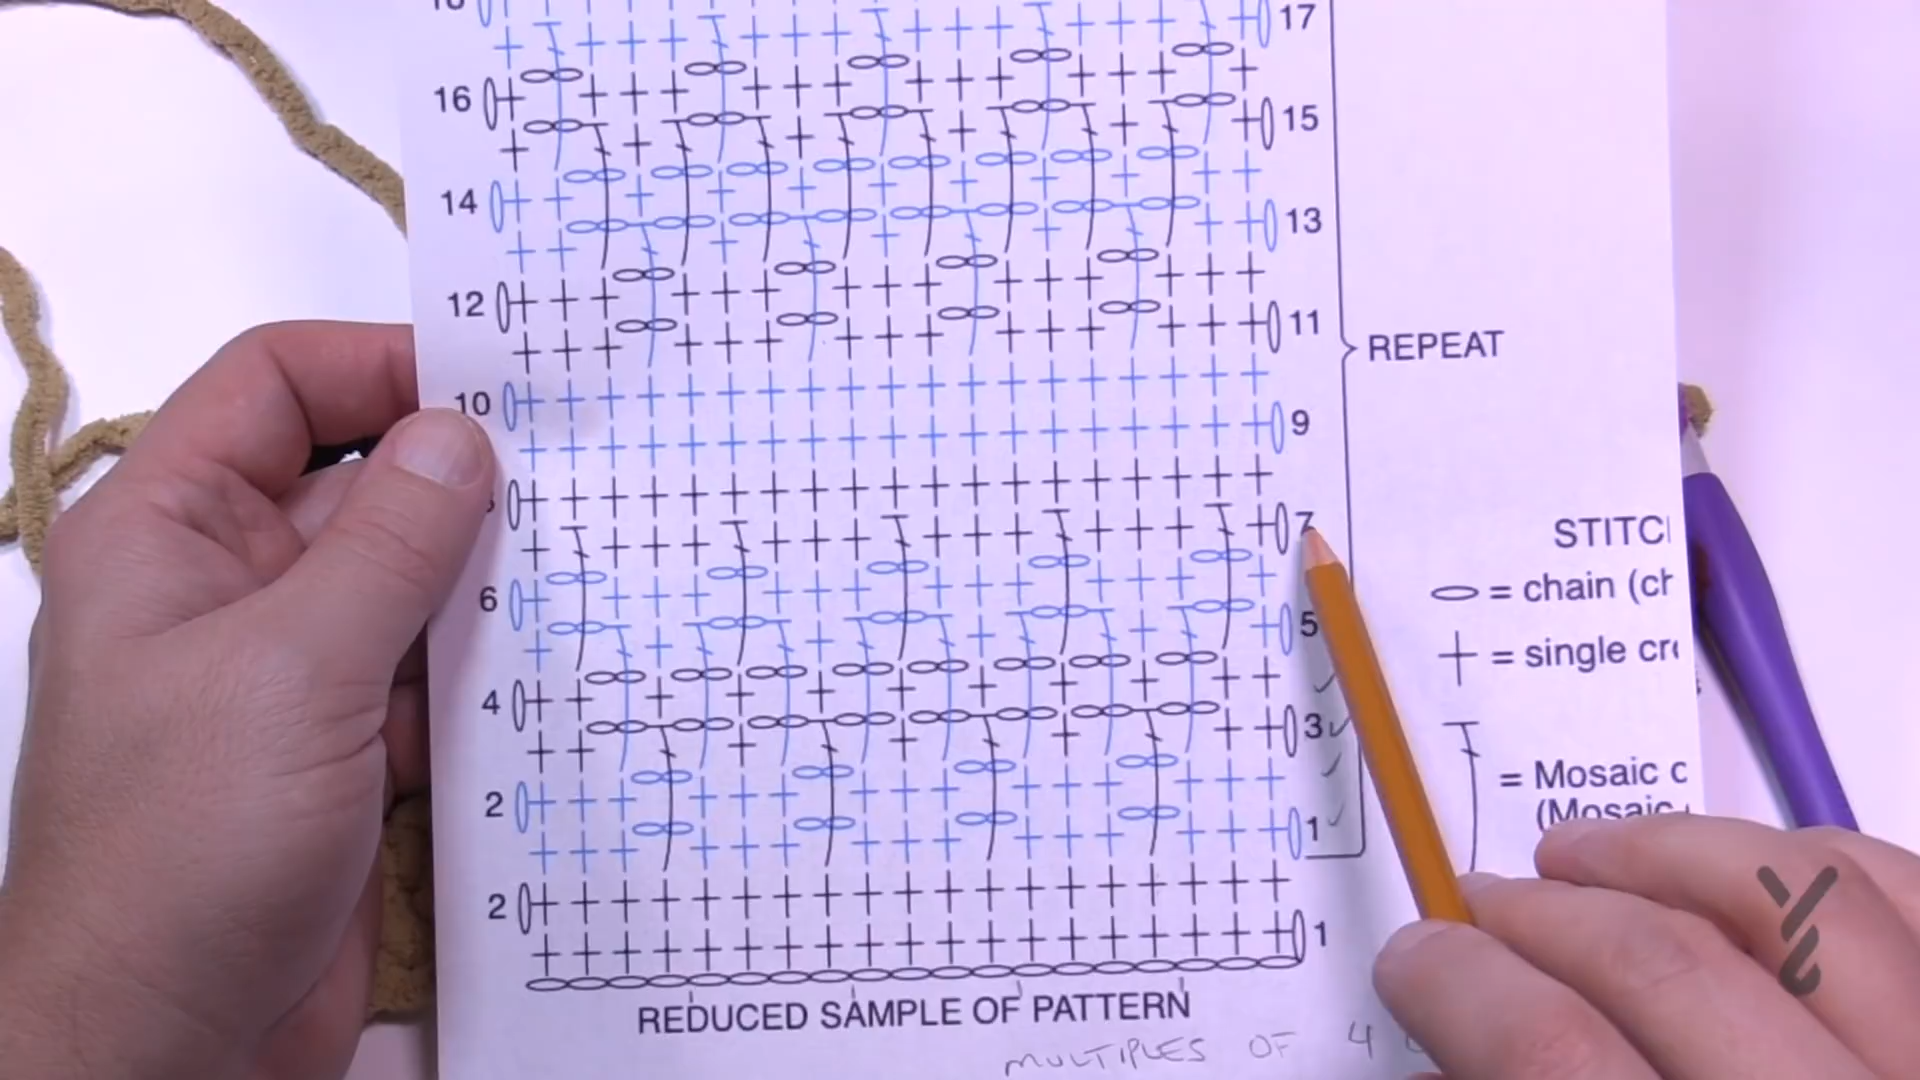 17
16
15
14
13
12
11
REPEAT
10
9
7
STITC
= chain (ch
6
5
= single cr
4
3
= Mosaic c
(Mosaic
2
1
2
1
REDUCED SAMPLE OF PATTERN
MULTIPLES OF 4